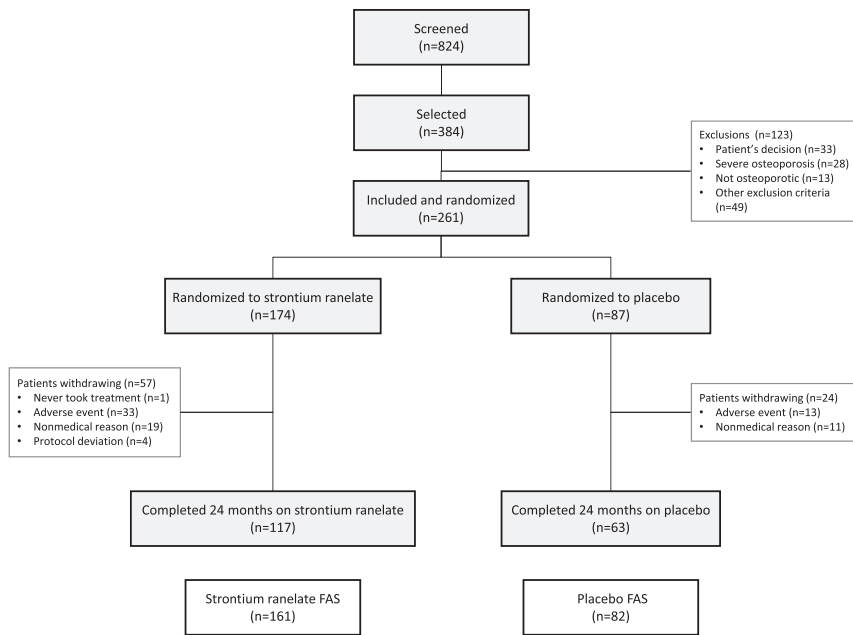 Screened
(n=824)
Selected
(n=384)
Exclusions (n=123)
• Patient's decision (n=33)
• Severe osteoporosis (n=28)
• Not osteoporotic (n=13)
• Other exclusion criteria
(n=49)
Included and randomized
(n=261)
Randomized to strontium ranelate
(n=174)
Randomized to placebo
(n=87)
Patients withdrawing (n=57)
• Never took treatment (n=1)
• Adverse event (n=33)
• Nonmedical reason (n=19)
• Protocol deviation (n=4)
Patients withdrawing (n=24)
• Adverse event (n=13)
• Nonmedical reason (n=11)
Completed 24 months on strontium ranelate
(n=117)
Completed 24 months on placebo
(n=63)
Strontium ranelate FAS
(n=161)
Placebo FAS
(n=82)